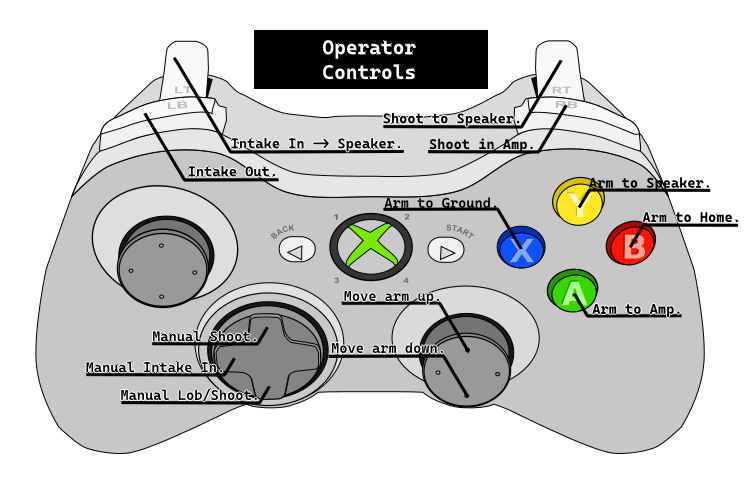 Operator
Controls
LT
RT
LB
RB
Shoot to Speaker.
Intake In → Speaker.
Shoot in Amp.
Intake Out.
Arm to Speaker.
Y
Arm to Ground.
Arm to Home.
1
2
BACK
START
X
B
3
4
A
Move arm up.
Arm to Amp.
Manual Shoot.
Move arm down.
Manual Intake In.
Manual Lob/Shoot.